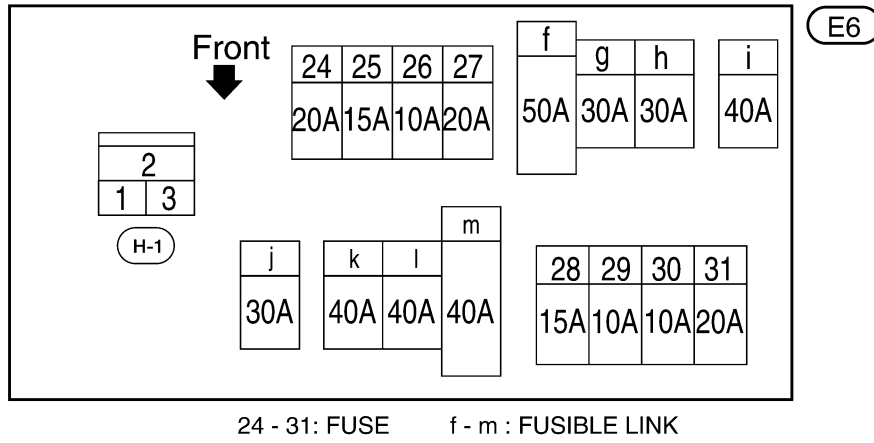 E6
Front
24 25 26 27
20A 15A 10A 20A
f g h i
50A 30A 30A 40A
2
1 3
H-1
j k l m
30A 40A 40A 40A
28 29 30 31
15A 10A 10A 20A
24 - 31: FUSE f - m : FUSIBLE LINK